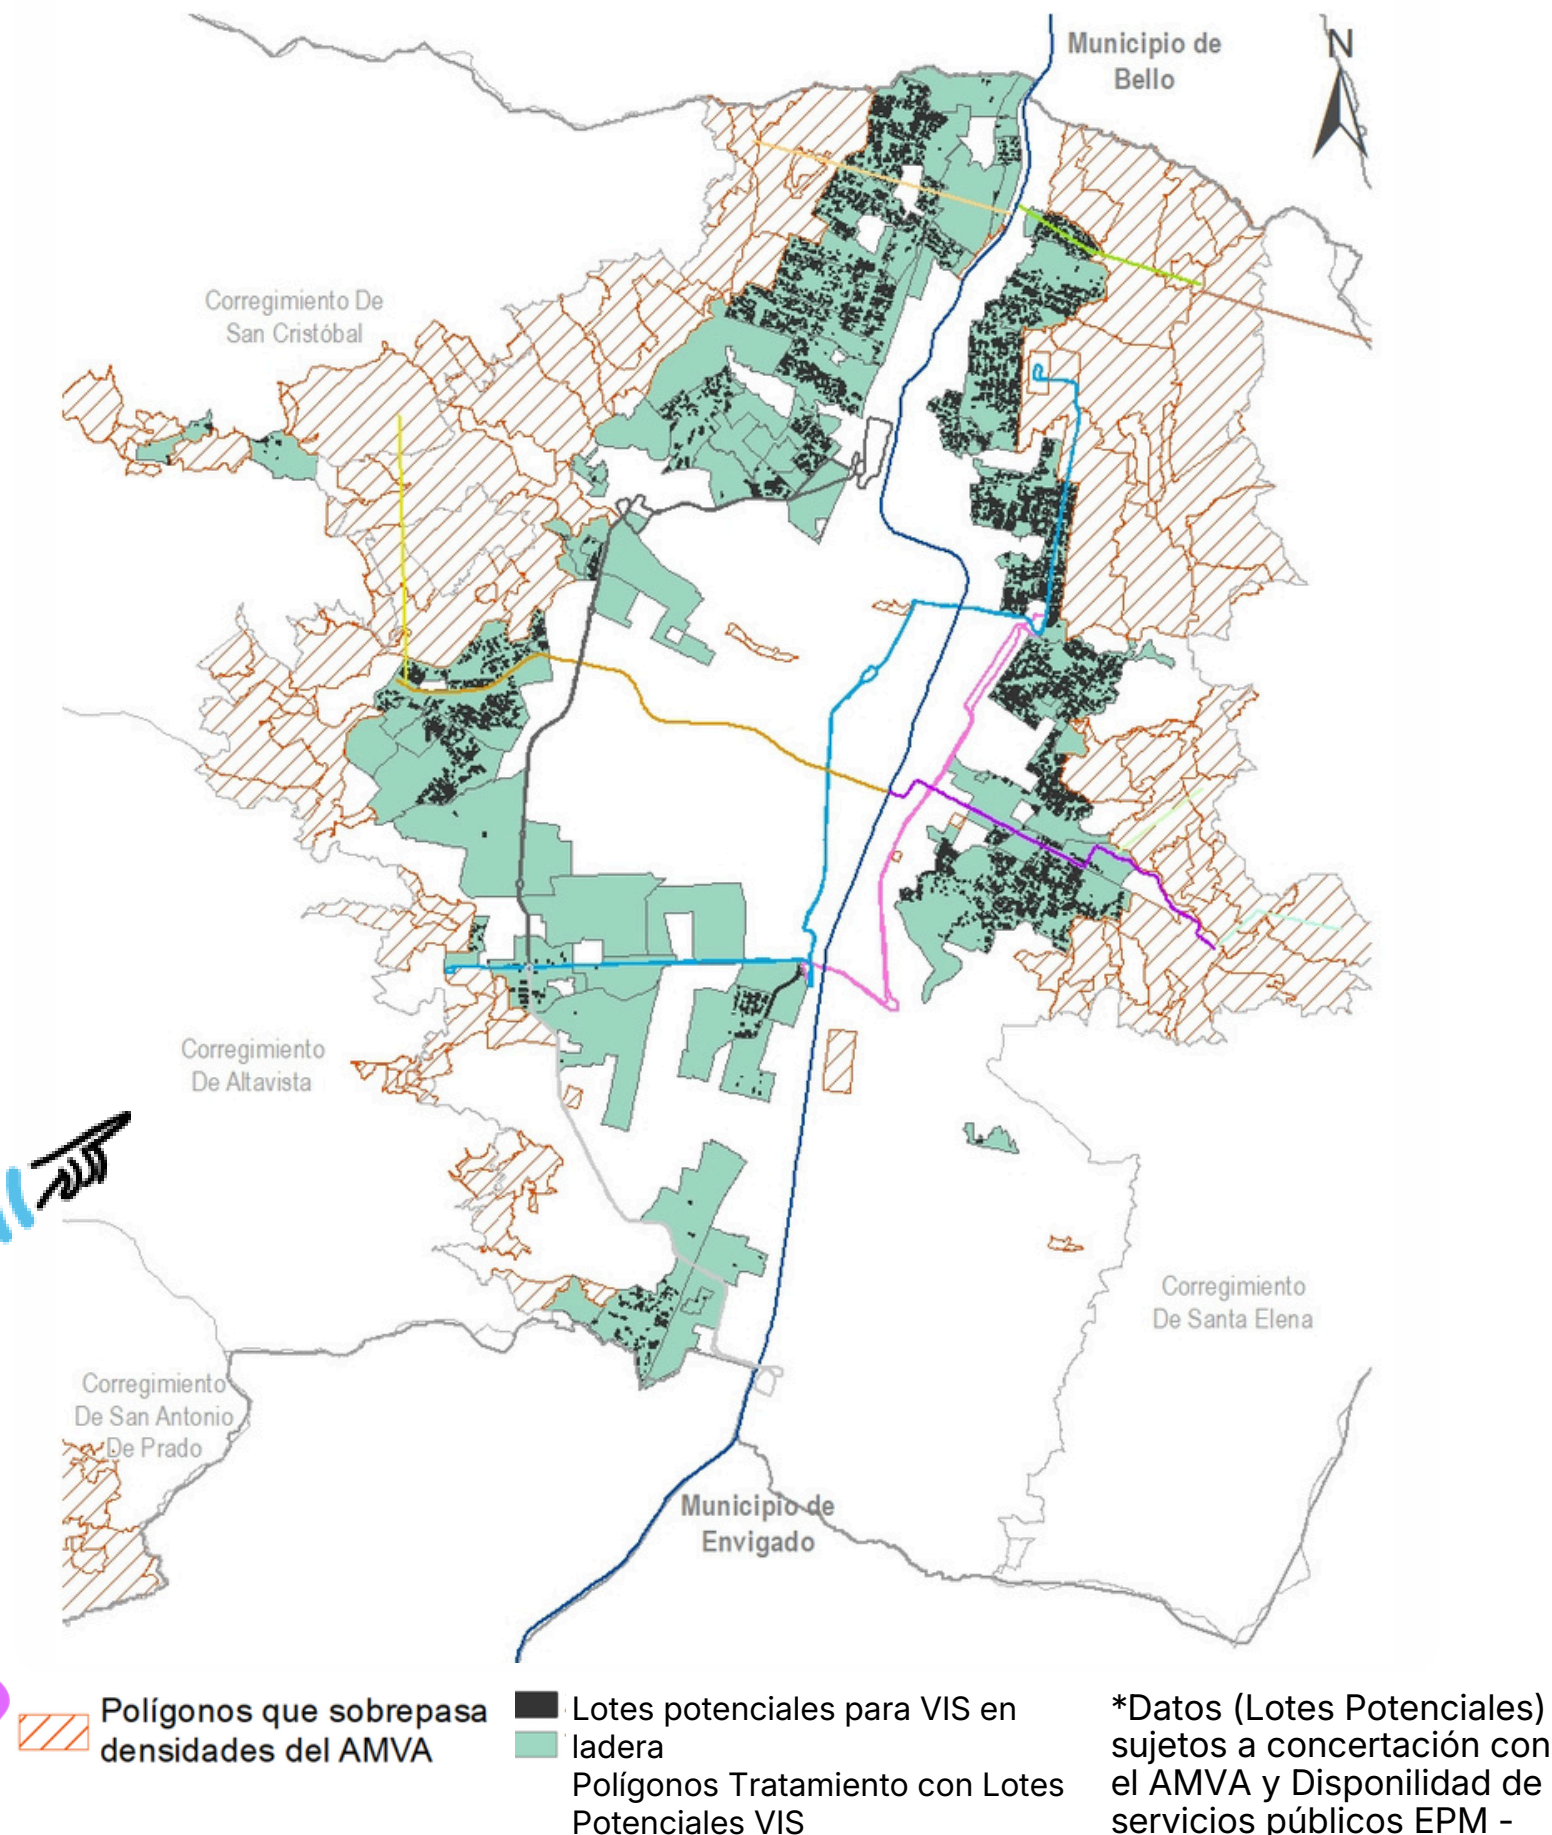 Municipio de
Bello
N
Corregimiento De
San Cristóbal
Corregimiento
De Altavista
Corregimiento
De Santa Elena
Corregimiento
De San Antonio
De Prado
Municipio de
Envigado
Polígonos que sobrepasa
densidades del AMVA
Lotes potenciales para VIS en
ladera
Polígonos Tratamiento con Lotes
Potenciales VIS
*Datos (Lotes Potenciales)
sujetos a concertación con
el AMVA y Disponilidad de
servicios públicos EPM -